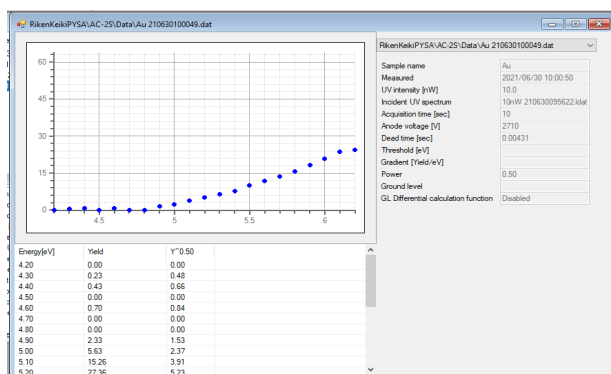 RikenKeikiPYSA\AC-2S\Data\Au 210630100049.dat
RikenKeikiPYSA\AC-2S\Data\Au 210630100049.dat
60
45
30
15
0
4.5 5 5.5 6
Sample name Au
Measured 2021/06/30 10:00:50
UV intensity [nW] 10.0
Incident UV spectrum 10nW 210630095622.ldat
Acquisition time [sec] 10
Anode voltage [V] 2710
Dead time [sec] 0.00431
Threshold [eV]
Gradient [Yield/eV]
Power 0.50
Ground level
GL Differential calculation function Disabled
Energy[eV] Yield Y^0.50
4.20 0.00 0.00
4.30 0.23 0.48
4.40 0.43 0.66
4.50 0.00 0.00
4.60 0.70 0.84
4.70 0.00 0.00
4.80 0.00 0.00
4.90 2.33 1.53
5.00 5.63 2.37
5.10 15.26 3.91
5.20 27.36 5.23